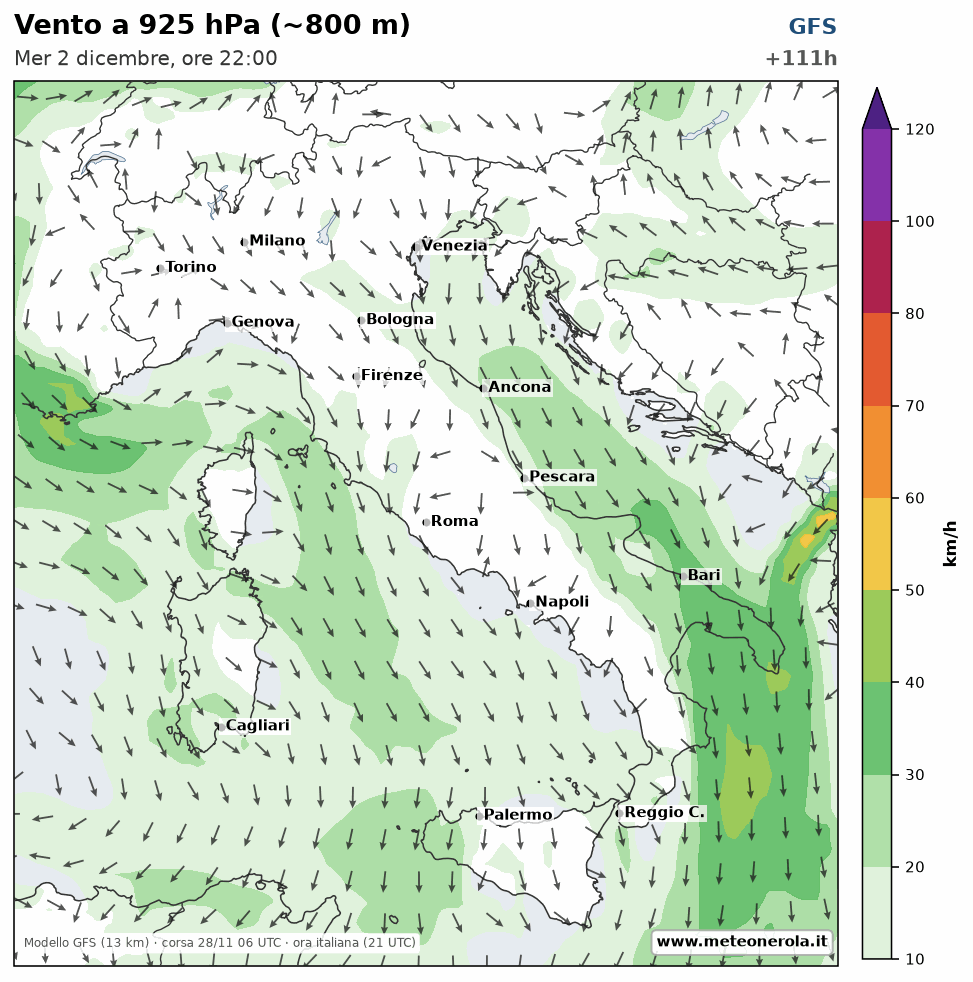 Vento a 925 hPa (~800 m)
GFS
Mer 2 dicembre, ore 22:00
+111h
Milano
Venezia
Torino
Genova
Bologna
Firenze
Ancona
Pescara
Roma
Bari
Napoli
Cagliari
Palermo
Reggio C.
120
100
80
70
60
50
40
30
20
10
km/h
Modello GFS (13 km) · corsa 28/11 06 UTC · ora italiana (21 UTC)
www.meteonerola.it